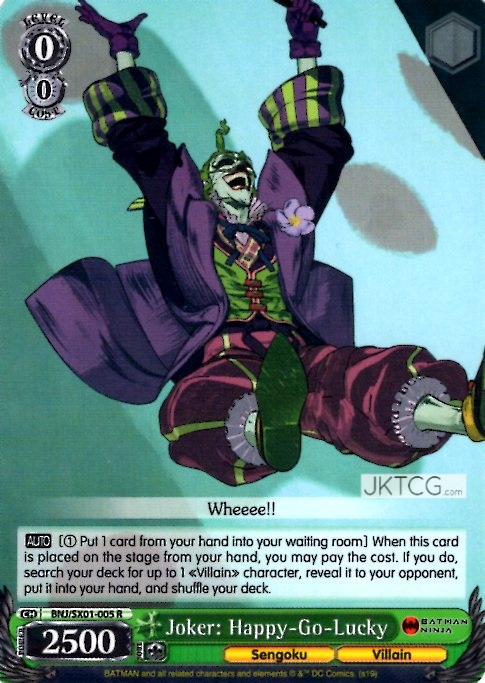 LEVEL
0
0
COST
JKTCG.com
Wheeee!!
AUTO [① Put 1 card from your hand into your waiting room] When this card
is placed on the stage from your hand, you may pay the cost. If you do,
search your deck for up to 1 «Villain» character, reveal it to your opponent,
put it into your hand, and shuffle your deck.
CH BNJ/SX01-005 R
POWER 2500 SOUL Joker: Happy-Go-Lucky BATMAN NINJA
Sengoku Villain
BATMAN and all related characters and elements © & ™ DC Comics. (s19)